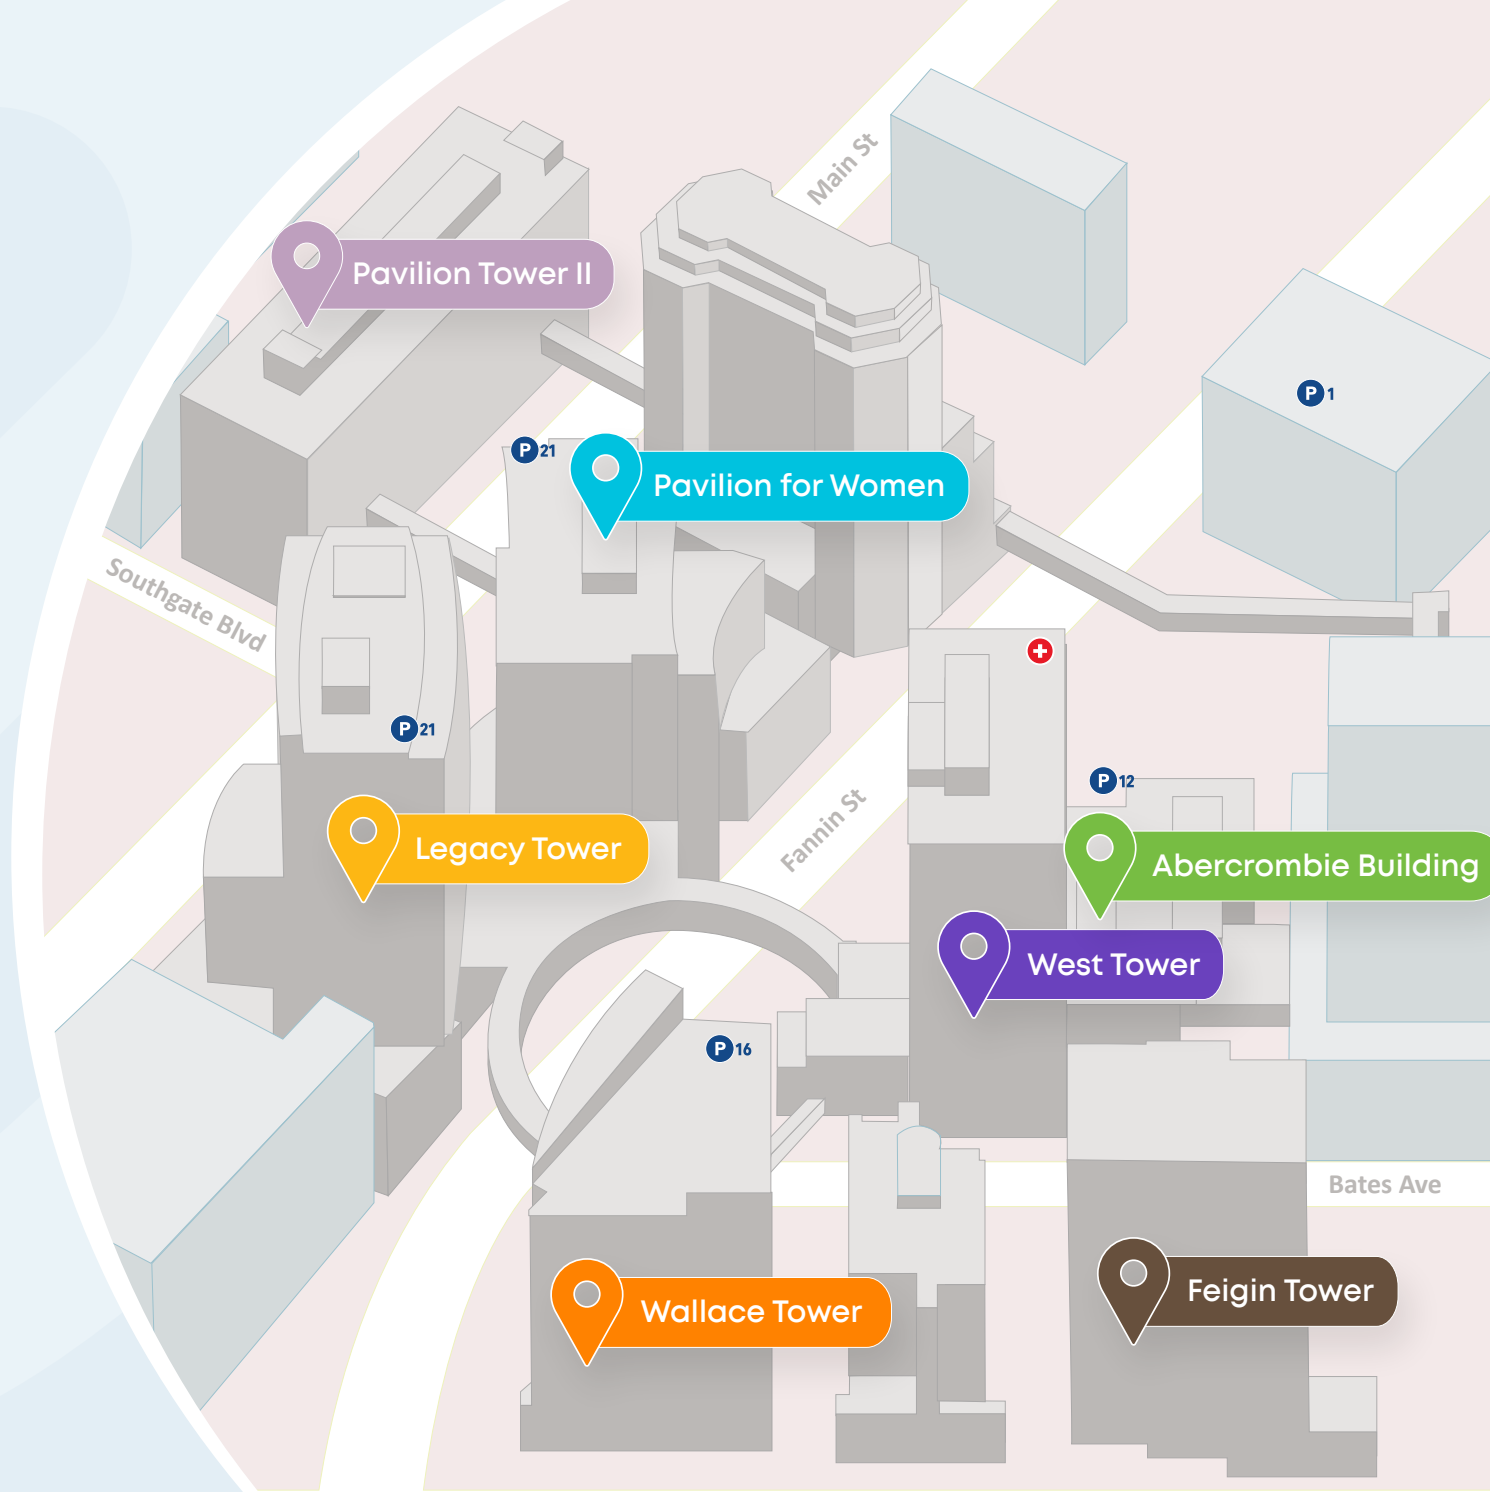 Main St
Pavilion Tower II
P 1
P 21
Pavilion for Women
Southgate Blvd
P 21
P 12
Fannin St
Legacy Tower
Abercrombie Building
West Tower
P 16
Bates Ave
Feigin Tower
Wallace Tower